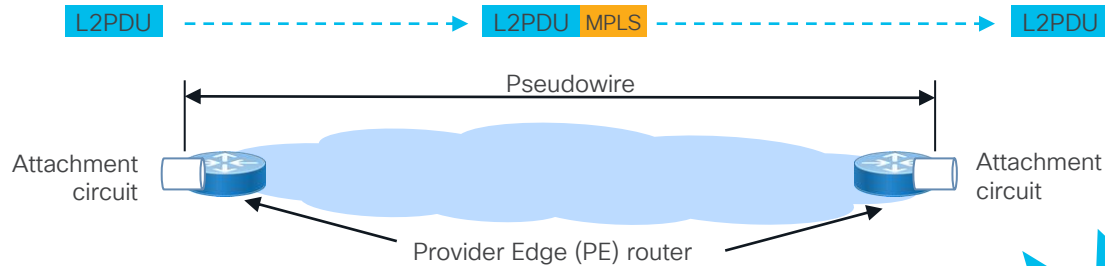 L2PDU
L2PDU MPLS
L2PDU
Pseudowire
Attachment
circuit
Attachment
circuit
Provider Edge (PE) router